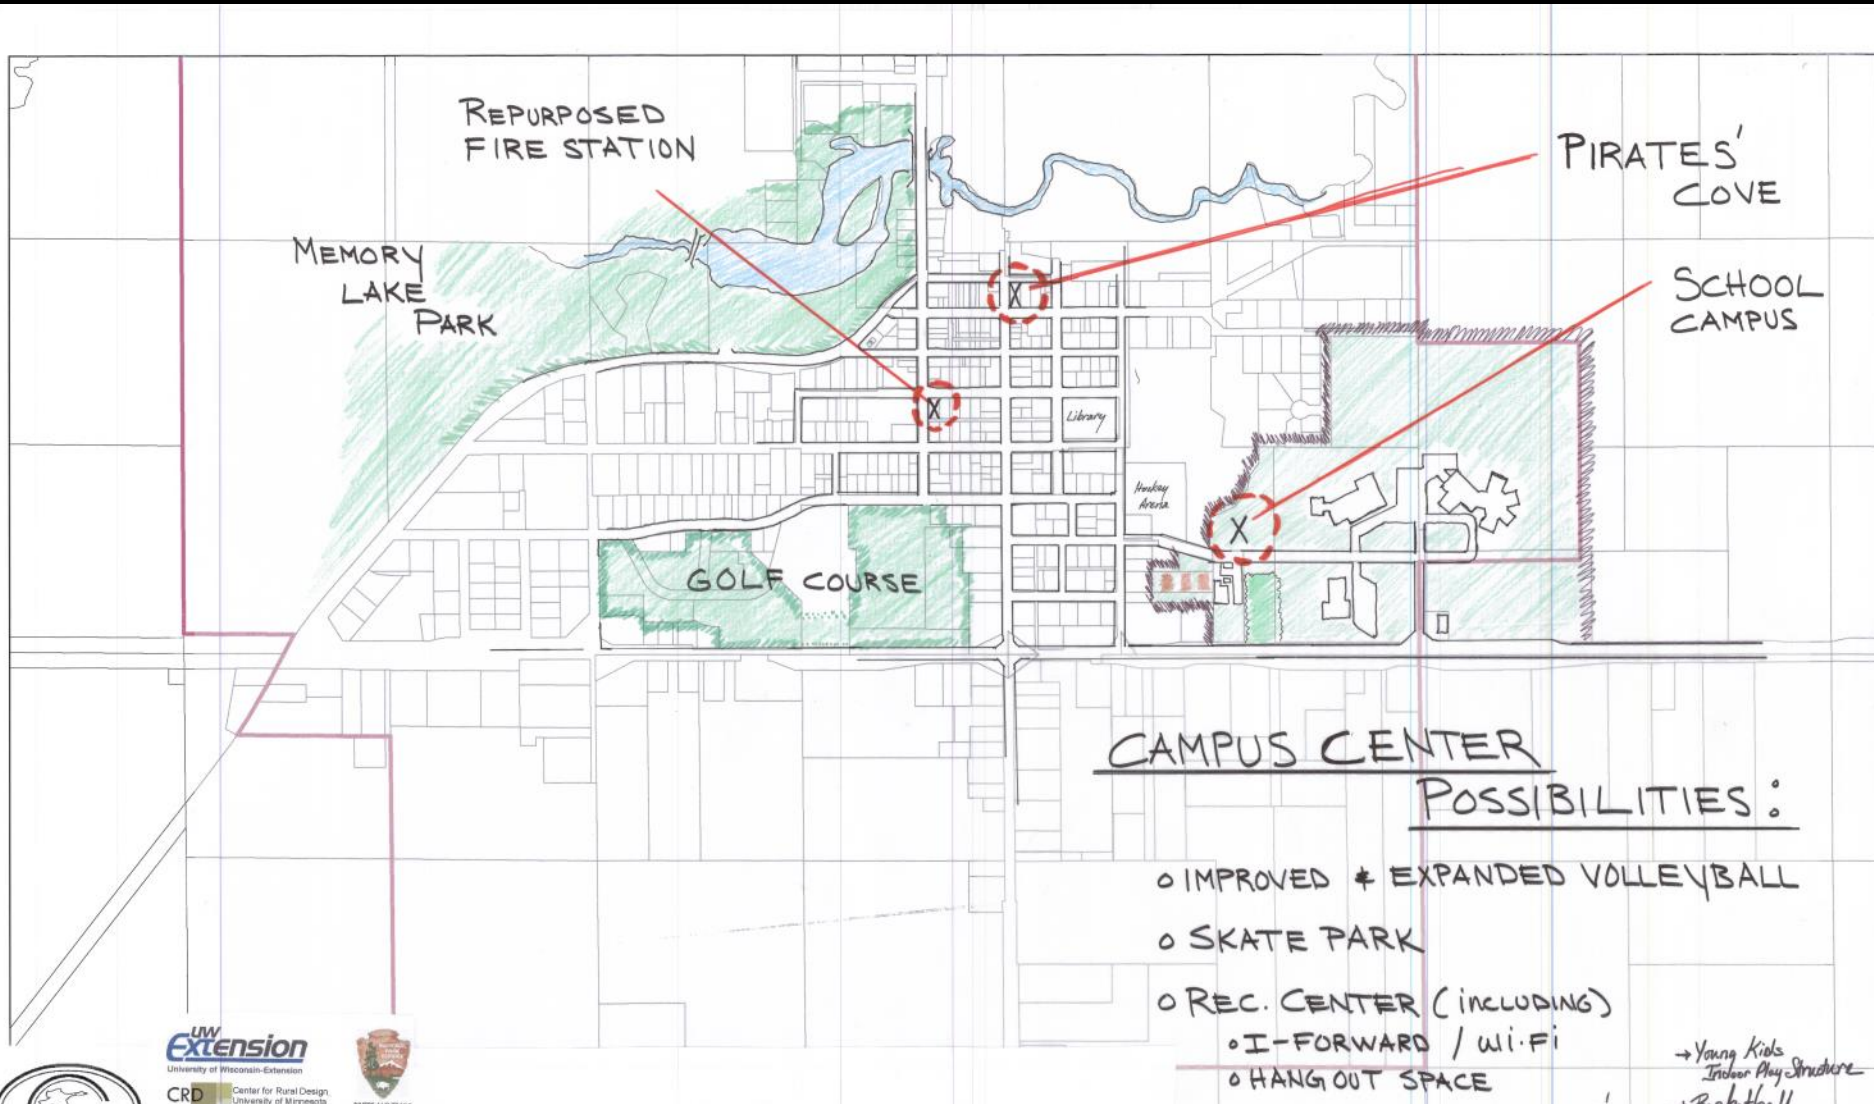 REPURPOSED
FIRE STATION
PIRATES'
COVE
MEMORY
LAKE
PARK
SCHOOL
CAMPUS
X
X
Library
Hockey
Arena
X
GOLF COURSE
CAMPUS CENTER
POSSIBILITIES:
o IMPROVED & EXPANDED VOLLEYBALL
o SKATE PARK
o REC. CENTER (INCLUDING)
o I-FORWARD / Wi-Fi
o HANGOUT SPACE
→ Young Kids
Indoor Play Structure
UW
Extension
University of Wisconsin-Extension
CRD
Center for Rural Design
University of Minnesota